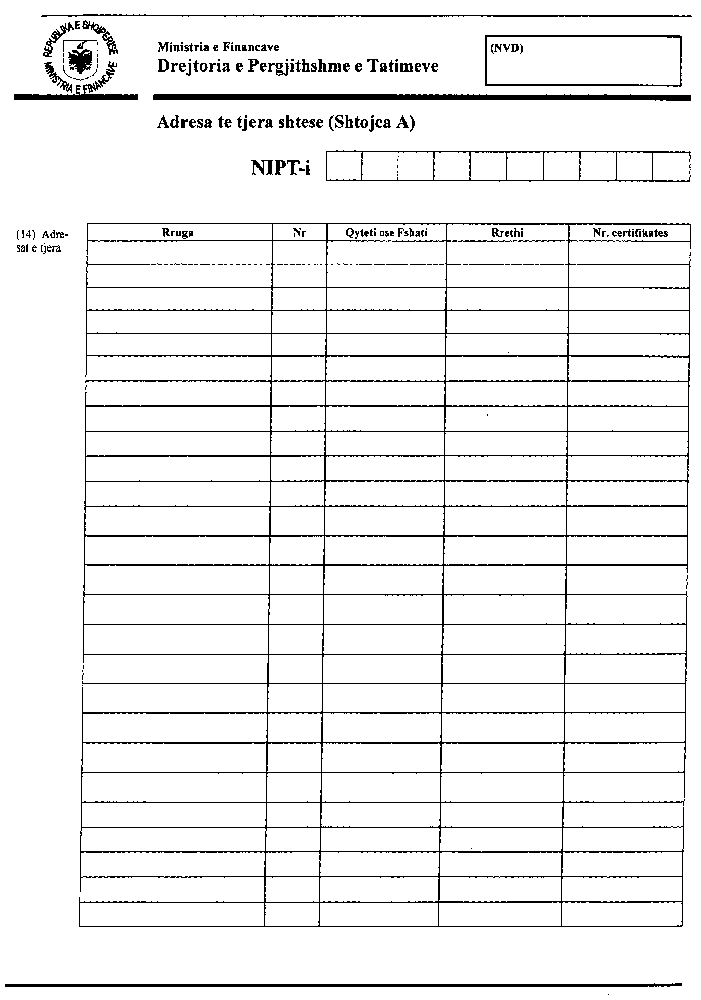 REPUBLIKA E SHQIPERISE
MINISTRIA E FINANCAVE
Ministria e Financave
Drejtoria e Pergjithshme e Tatimeve
(NVD)
Adresa te tjera shtese (Shtojca A)
NIPT-i
(14) Adre-
sat e tjera
Rruga Nr Qyteti ose Fshati Rrethi Nr. certifikates